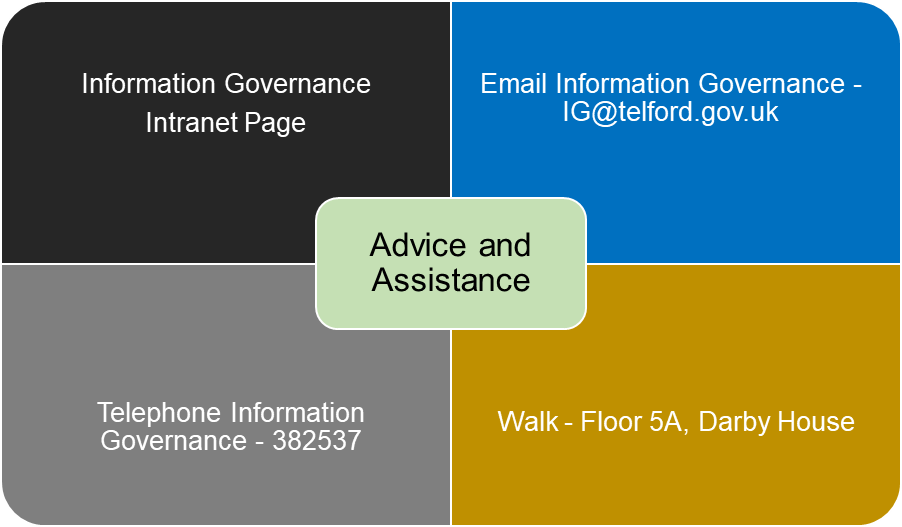 Information Governance
Intranet Page
Email Information Governance -
IG@telford.gov.uk
Advice and
Assistance
Telephone Information
Governance - 382537
Walk - Floor 5A, Darby House